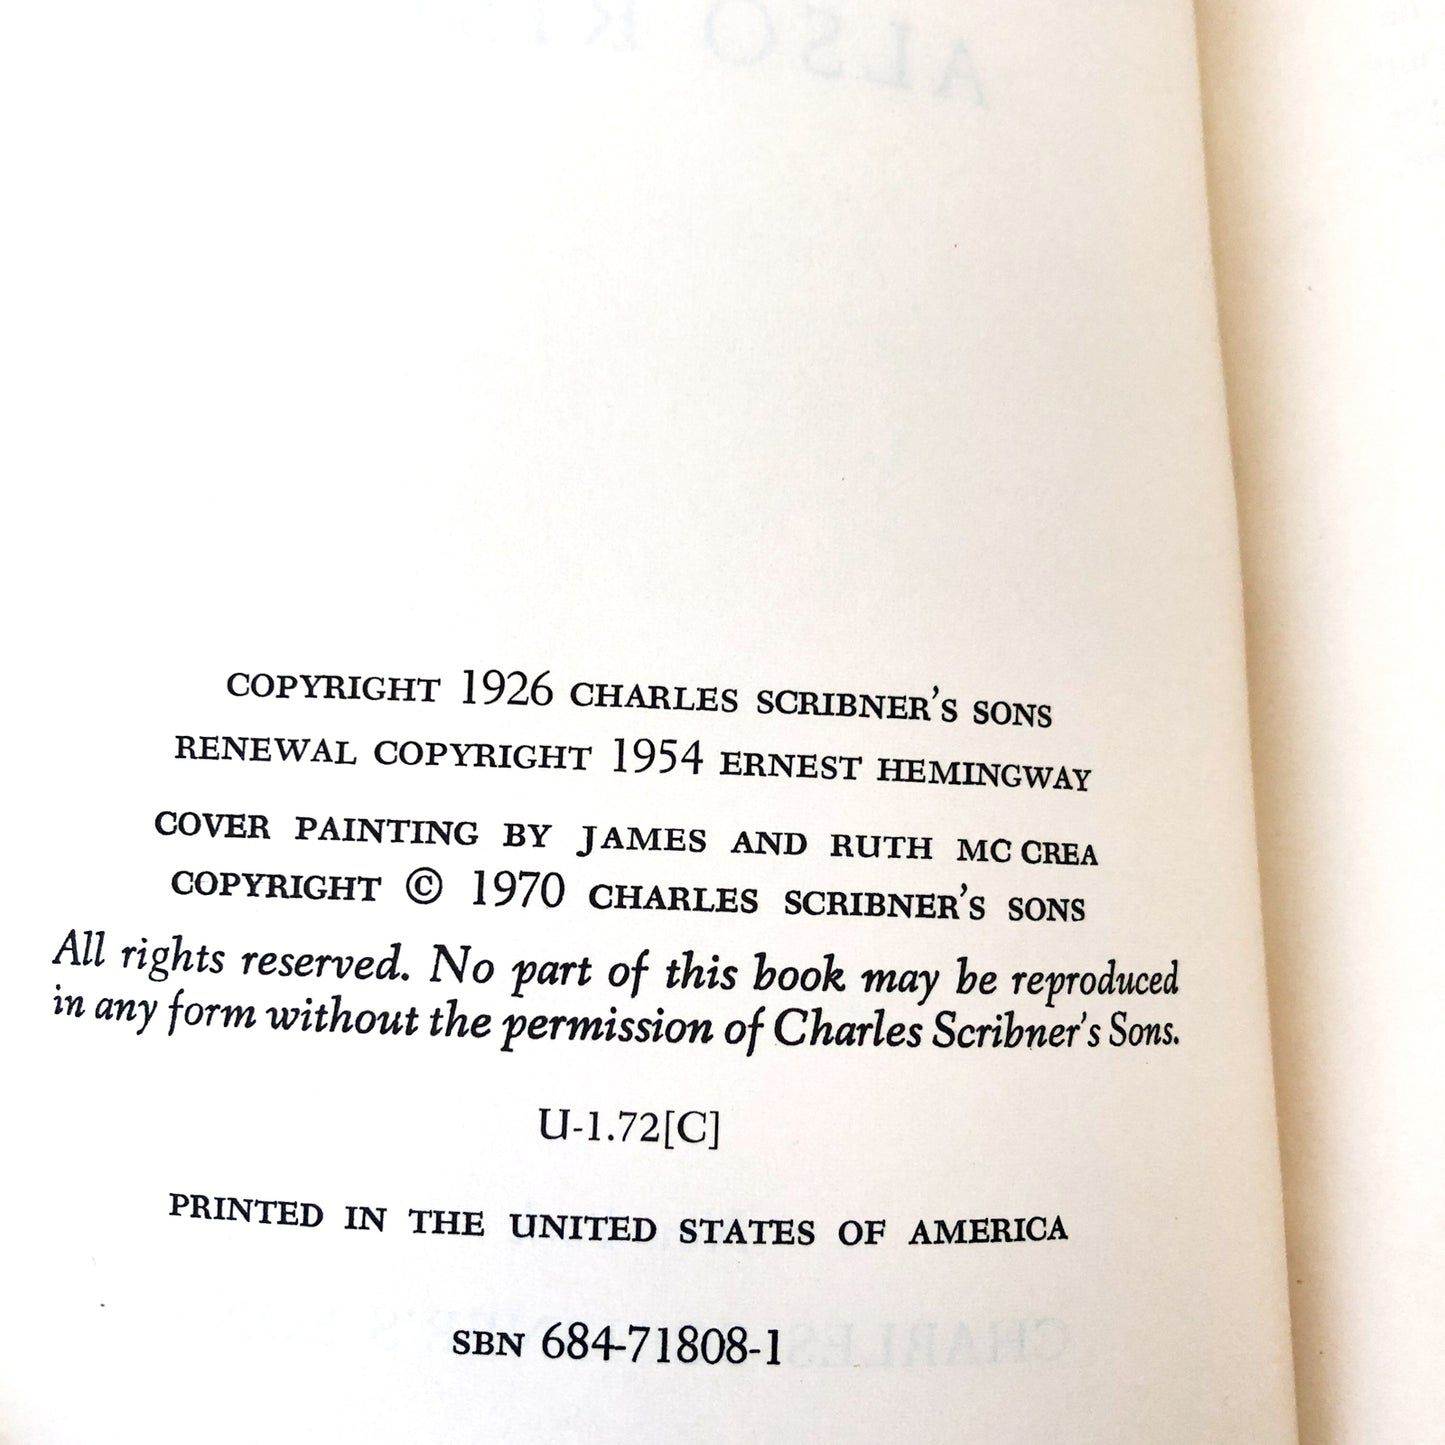 COPYRIGHT 1926 CHARLES SCRIBNER'S SONS
RENEWAL COPYRIGHT 1954 ERNEST HEMINGWAY
COVER PAINTING BY JAMES AND RUTH MC CREA
COPYRIGHT © 1970 CHARLES SCRIBNER'S SONS
All rights reserved. No part of this book may be reproduced
in any form without the permission of Charles Scribner's Sons.
U-1.72[C]
PRINTED IN THE UNITED STATES OF AMERICA
SBN 684-71808-1